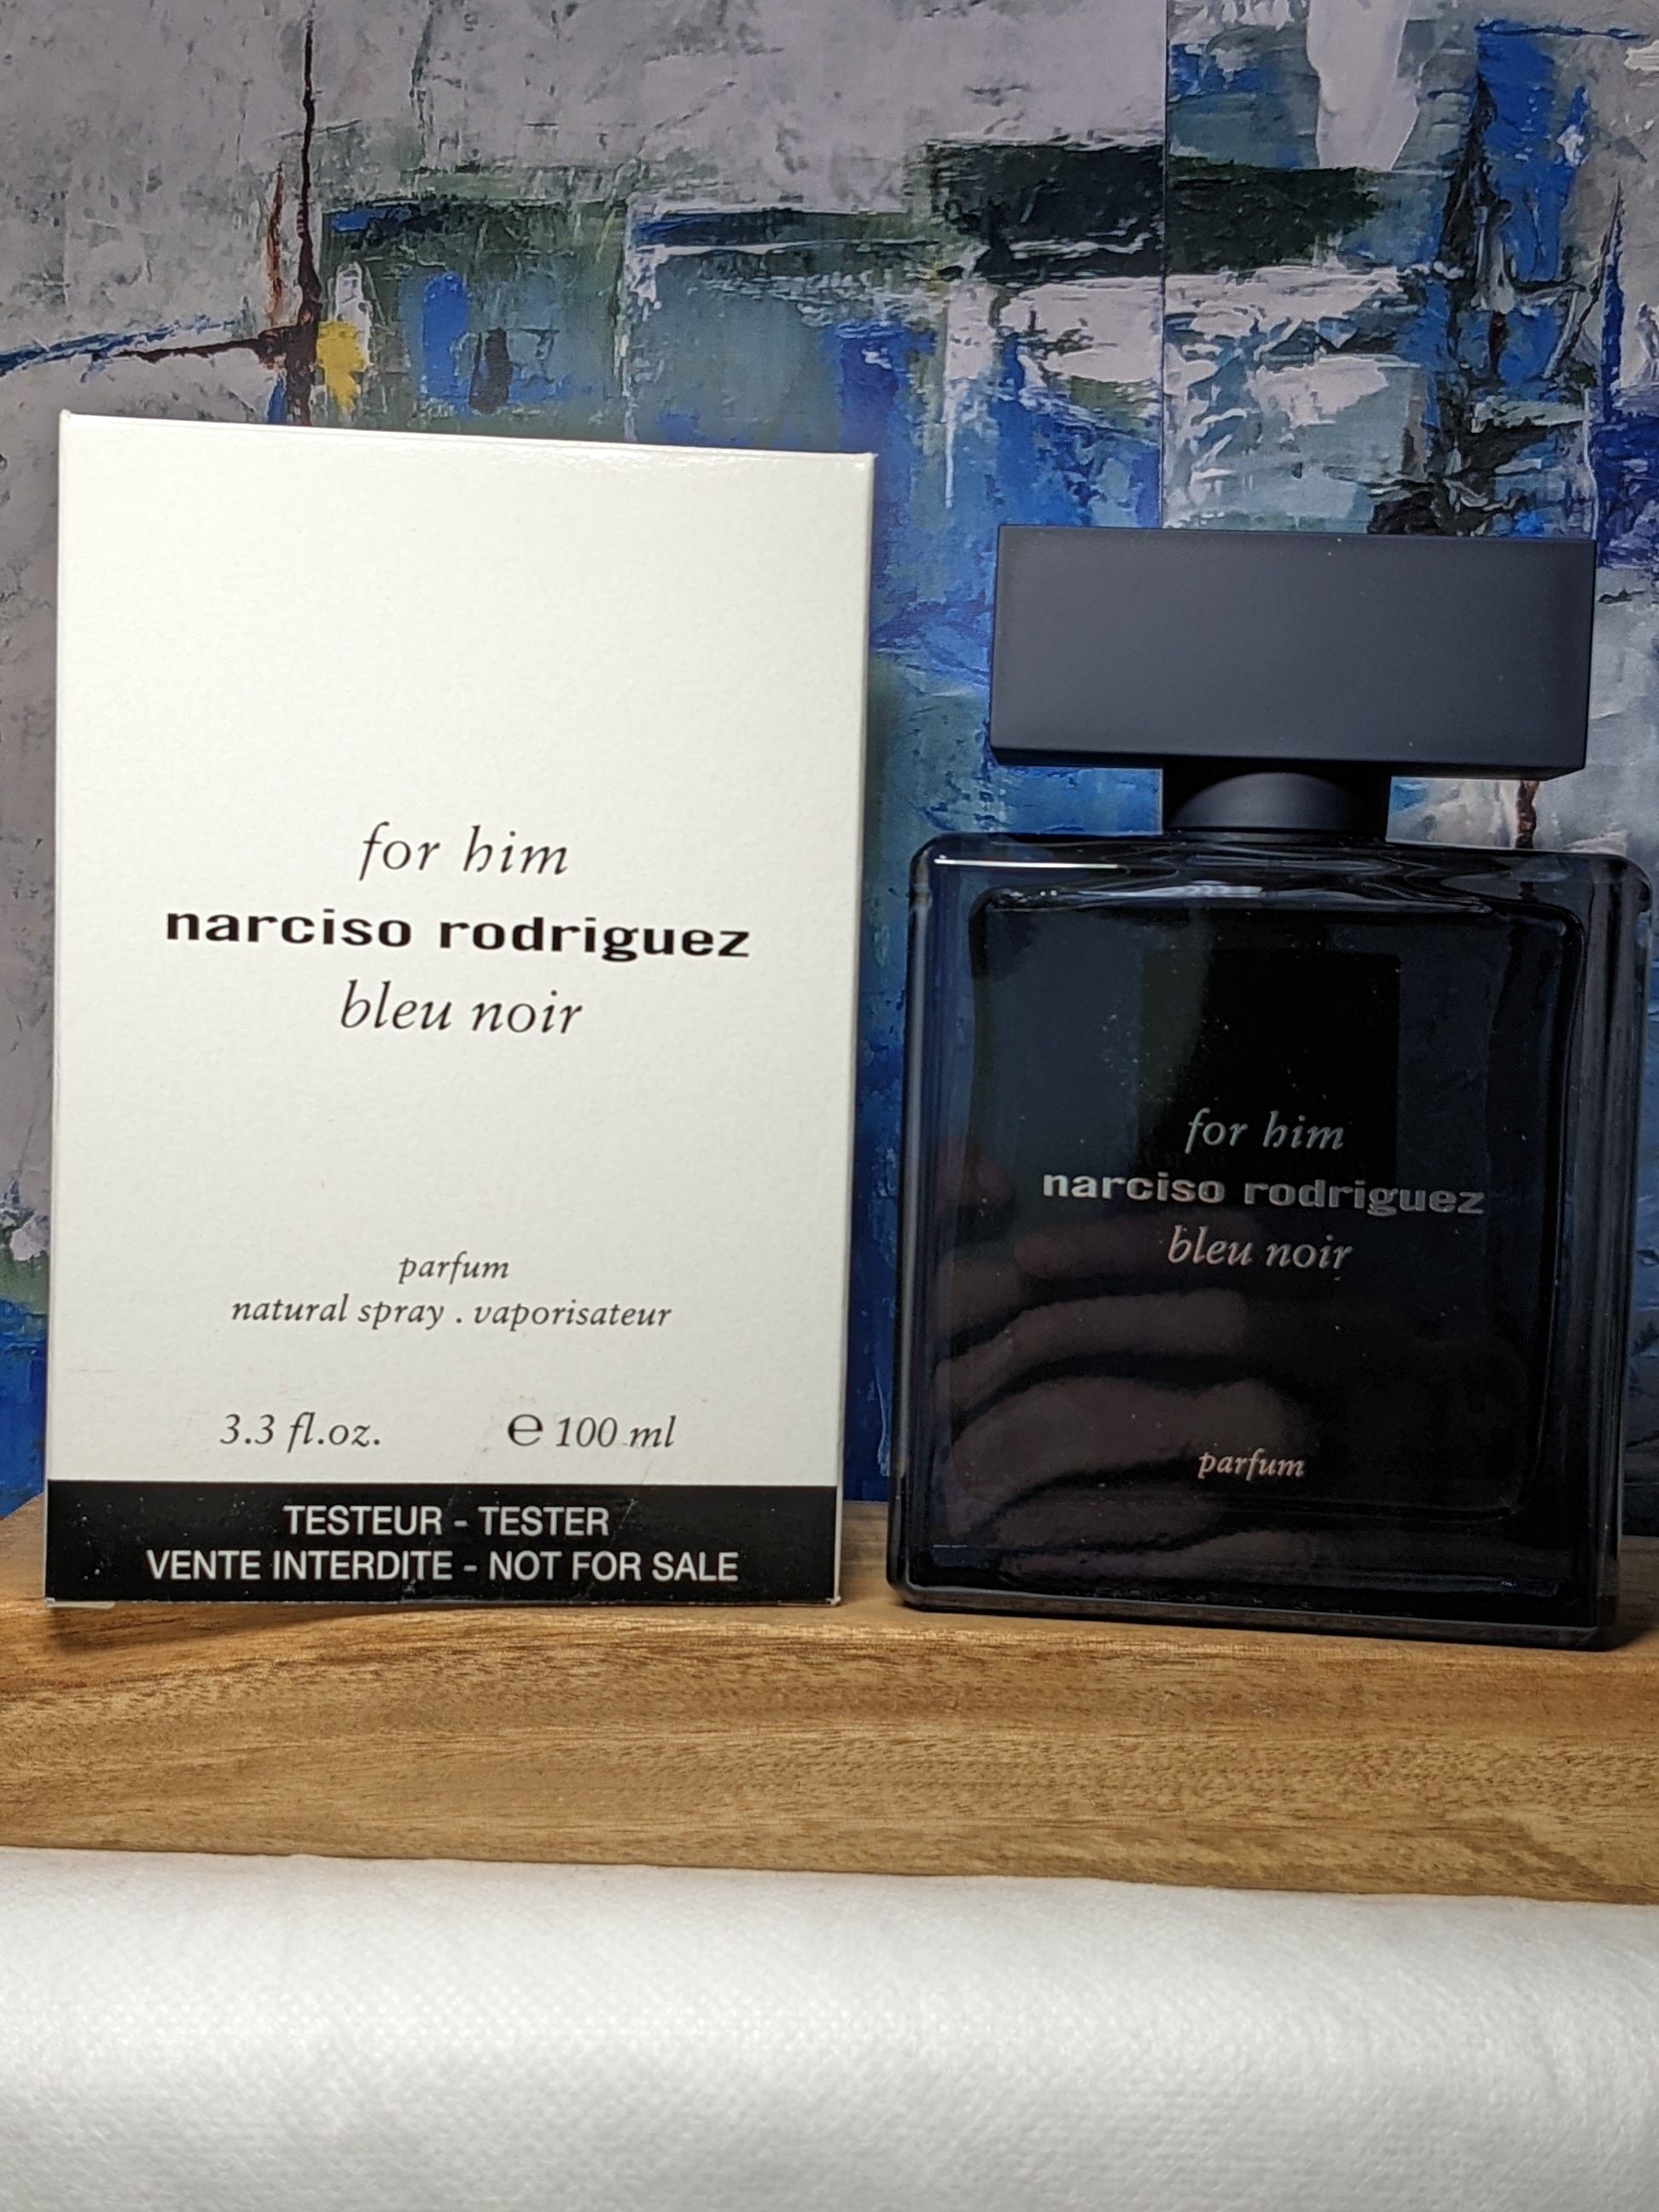 for him
narciso rodriguez
bleu noir
parfum
natural spray . vaporisateur
3.3 fl.oz. ℮ 100 ml
TESTEUR - TESTER
VENTE INTERDITE - NOT FOR SALE
for him
narciso rodriguez
bleu noir
parfum